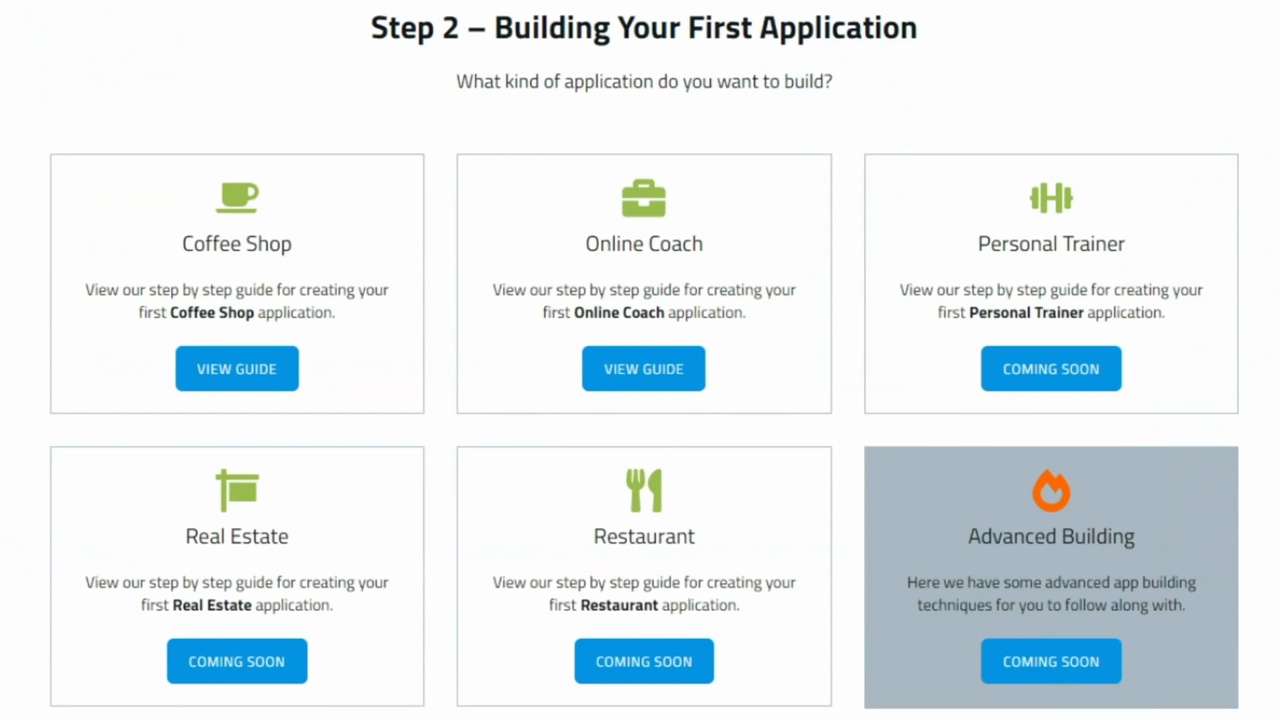 Step 2 – Building Your First Application
What kind of application do you want to build?
Coffee Shop
View our step by step guide for creating your
first Coffee Shop application.
VIEW GUIDE
Online Coach
View our step by step guide for creating your
first Online Coach application.
VIEW GUIDE
Personal Trainer
View our step by step guide for creating your
first Personal Trainer application.
COMING SOON
Real Estate
View our step by step guide for creating your
first Real Estate application.
COMING SOON
Restaurant
View our step by step guide for creating your
first Restaurant application.
COMING SOON
Advanced Building
Here we have some advanced app building
techniques for you to follow along with.
COMING SOON